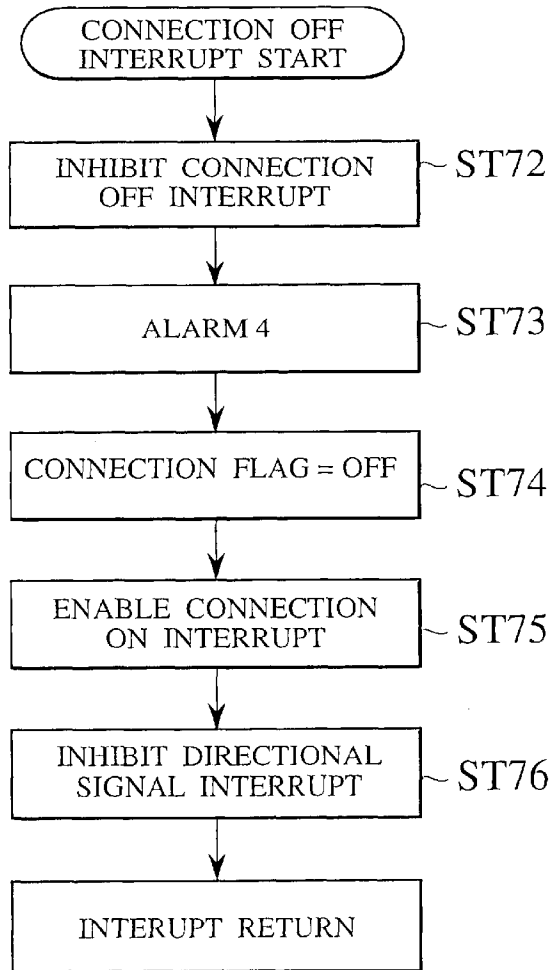 CONNECTION OFF
INTERRUPT START
INHIBIT CONNECTION
OFF INTERRUPT
ST72
ALARM 4
ST73
CONNECTION FLAG = OFF
ST74
ENABLE CONNECTION
ON INTERRUPT
ST75
INHIBIT DIRECTIONAL
SIGNAL INTERRUPT
ST76
INTERUPT RETURN